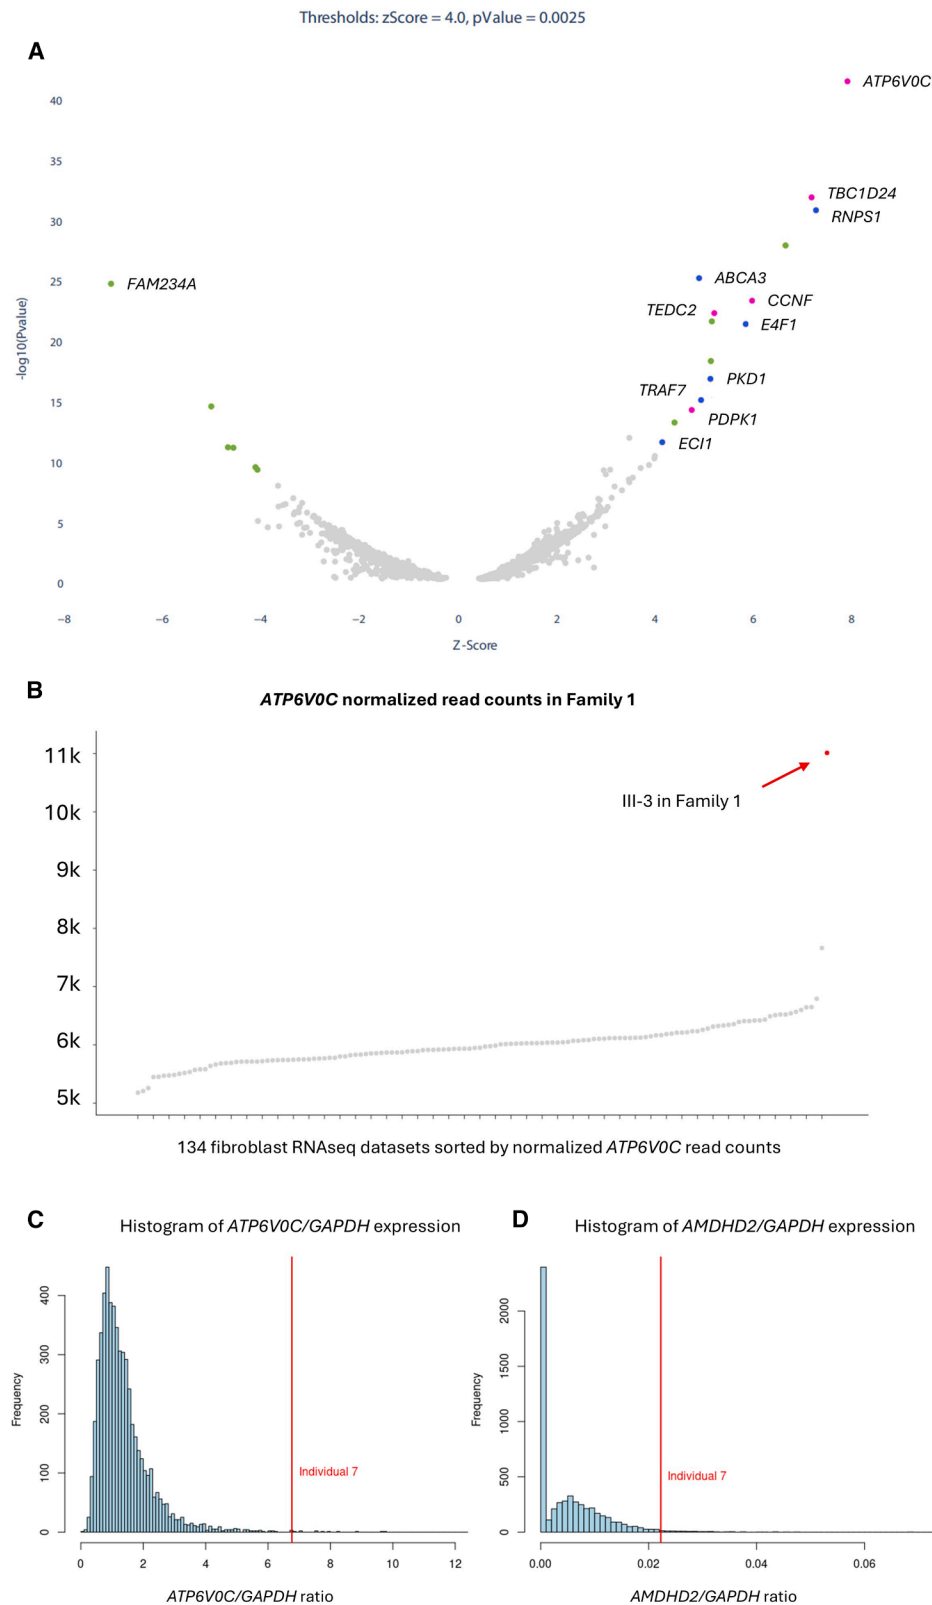 Thresholds: zScore = 4.0, pValue = 0.0025
A
ATP6V0C
40
35
TBC1D24
RNPS1
30
25
FAM234A
ABCA3
CCNF
TEDC2
E4F1
20
-log10(Pvalue)
PKD1
TRAF7
15
PDPK1
ECI1
10
5
0
−8 −6 −4 −2 0 2 4 6 8
Z-Score
B
ATP6V0C normalized read counts in Family 1
11k
III-3 in Family 1
10k
9k
8k
7k
6k
5k
134 fibroblast RNAseq datasets sorted by normalized ATP6V0C read counts
C
Histogram of ATP6V0C/GAPDH expression
400
300
200
100
0
Frequency
Individual 7
0 2 4 6 8 10 12
ATP6V0C/GAPDH ratio
D
Histogram of AMDHD2/GAPDH expression
2000
1500
1000
500
0
Frequency
Individual 7
0.00 0.02 0.04 0.06
AMDHD2/GAPDH ratio